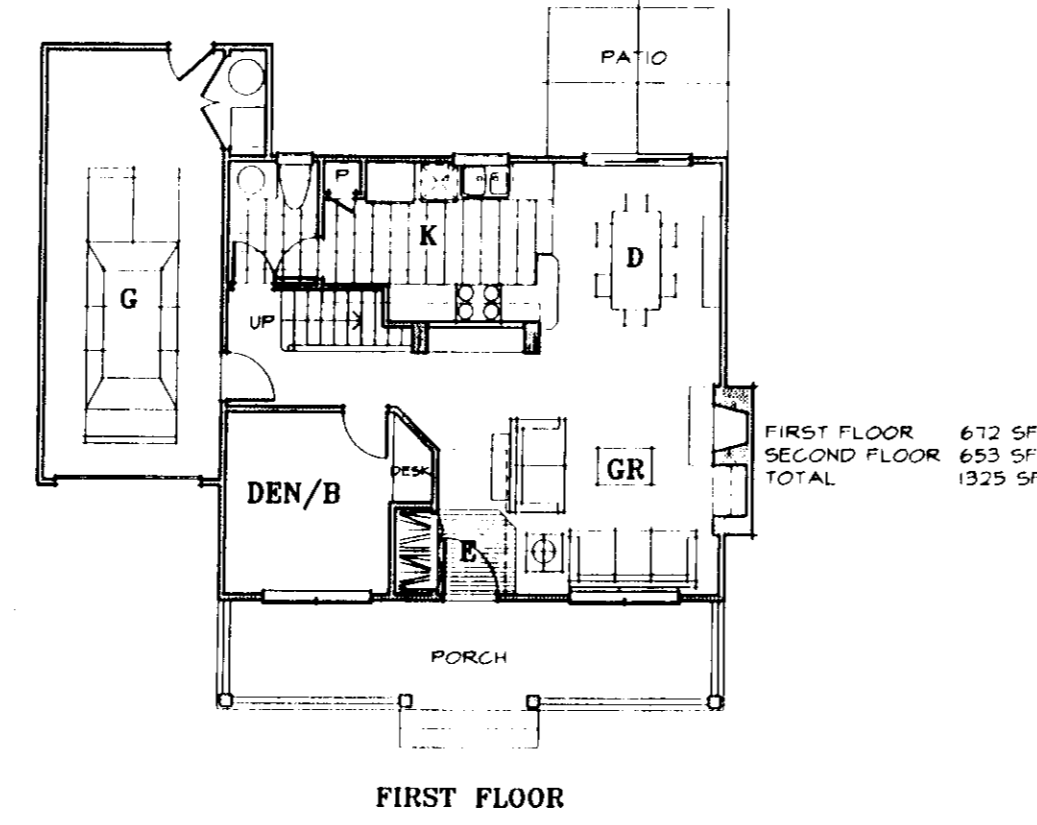 PATIO
P
K
D
G
UP
FIRST FLOOR 672 SF
SECOND FLOOR 653 SF
TOTAL 1325 SF
DESK
GR
DEN/B
E
PORCH
FIRST FLOOR